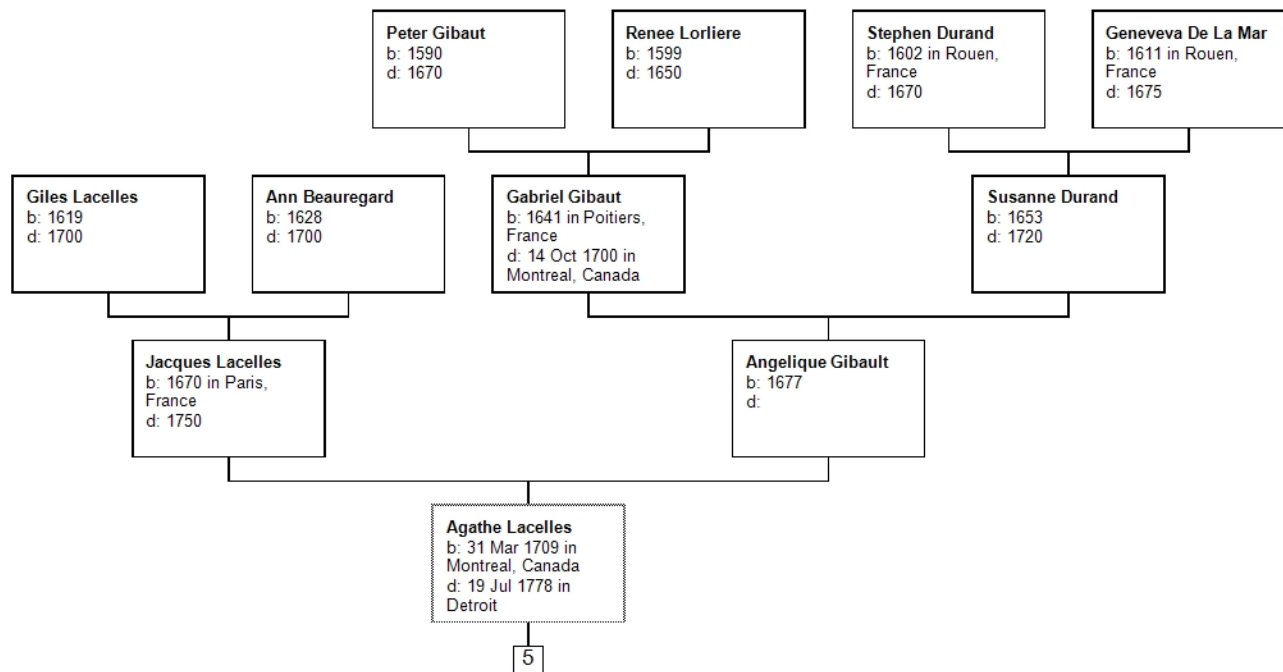 Peter Gibaut
b: 1590
d: 1670
Renee Lorliere
b: 1599
d: 1650
Stephen Durand
b: 1602 in Rouen,
France
d: 1670
Geneveva De La Mar
b: 1611 in Rouen,
France
d: 1675
Giles Lacelles
b: 1619
d: 1700
Ann Beauregard
b: 1628
d: 1700
Gabriel Gibaut
b: 1641 in Poitiers,
France
d: 14 Oct 1700 in
Montreal, Canada
Susanne Durand
b: 1653
d: 1720
Jacques Lacelles
b: 1670 in Paris,
France
d: 1750
Angelique Gibault
b: 1677
d:
Agathe Lacelles
b: 31 Mar 1709 in
Montreal, Canada
d: 19 Jul 1778 in
Detroit
5